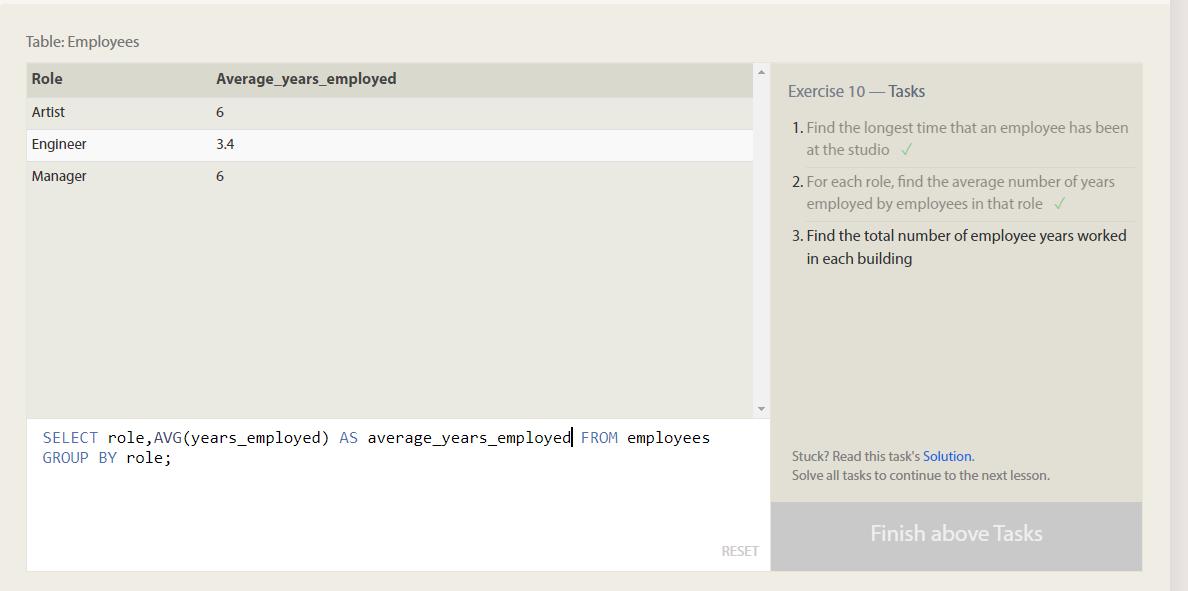 Table: Employees
Role Average_years_employed
Artist 6
Engineer 3.4
Manager 6
SELECT role,AVG(years_employed) AS average_years_employed FROM employees
GROUP BY role;
RESET
Exercise 10 — Tasks
1. Find the longest time that an employee has been
at the studio ✓
2. For each role, find the average number of years
employed by employees in that role ✓
3. Find the total number of employee years worked
in each building
Stuck? Read this task's Solution.
Solve all tasks to continue to the next lesson.
Finish above Tasks